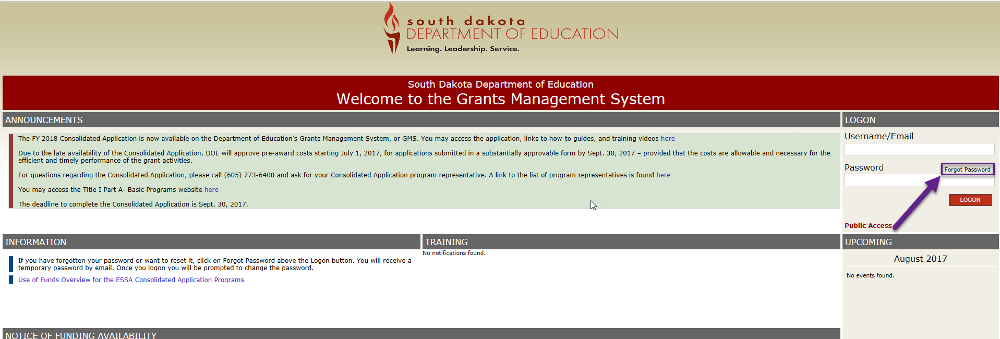 south dakota
DEPARTMENT OF EDUCATION
Learning. Leadership. Service.
South Dakota Department of Education
Welcome to the Grants Management System
ANNOUNCEMENTS
The FY 2018 Consolidated Application is now available on the Department of Education’s Grants Management System, or GMS. You may access the application, links to how-to guides, and training videos here
Due to the late availability of the Consolidated Application, DOE will approve pre-award costs starting July 1, 2017, for applications submitted in a substantially approvable form by Sept. 30, 2017 – provided that the costs are allowable and necessary for the
efficient and timely performance of the grant activities.
For questions regarding the Consolidated Application, please call (605) 773-6400 and ask for your Consolidated Application program representative. A link to the list of program representatives is found here
You may access the Title I Part A- Basic Programs website here
The deadline to complete the Consolidated Application is Sept. 30, 2017.
LOGON
Username/Email
Password
Forgot Password
LOGON
Public Access
INFORMATION
If you have forgotten your password or want to reset it, click on Forgot Password above the Logon button. You will receive a
temporary password by email. Once you logon you will be prompted to change the password.
Use of Funds Overview for the ESSA Consolidated Application Programs
TRAINING
No notifications found.
UPCOMING
August 2017
No events found.
NOTICE OF FUNDING AVAILABILITY